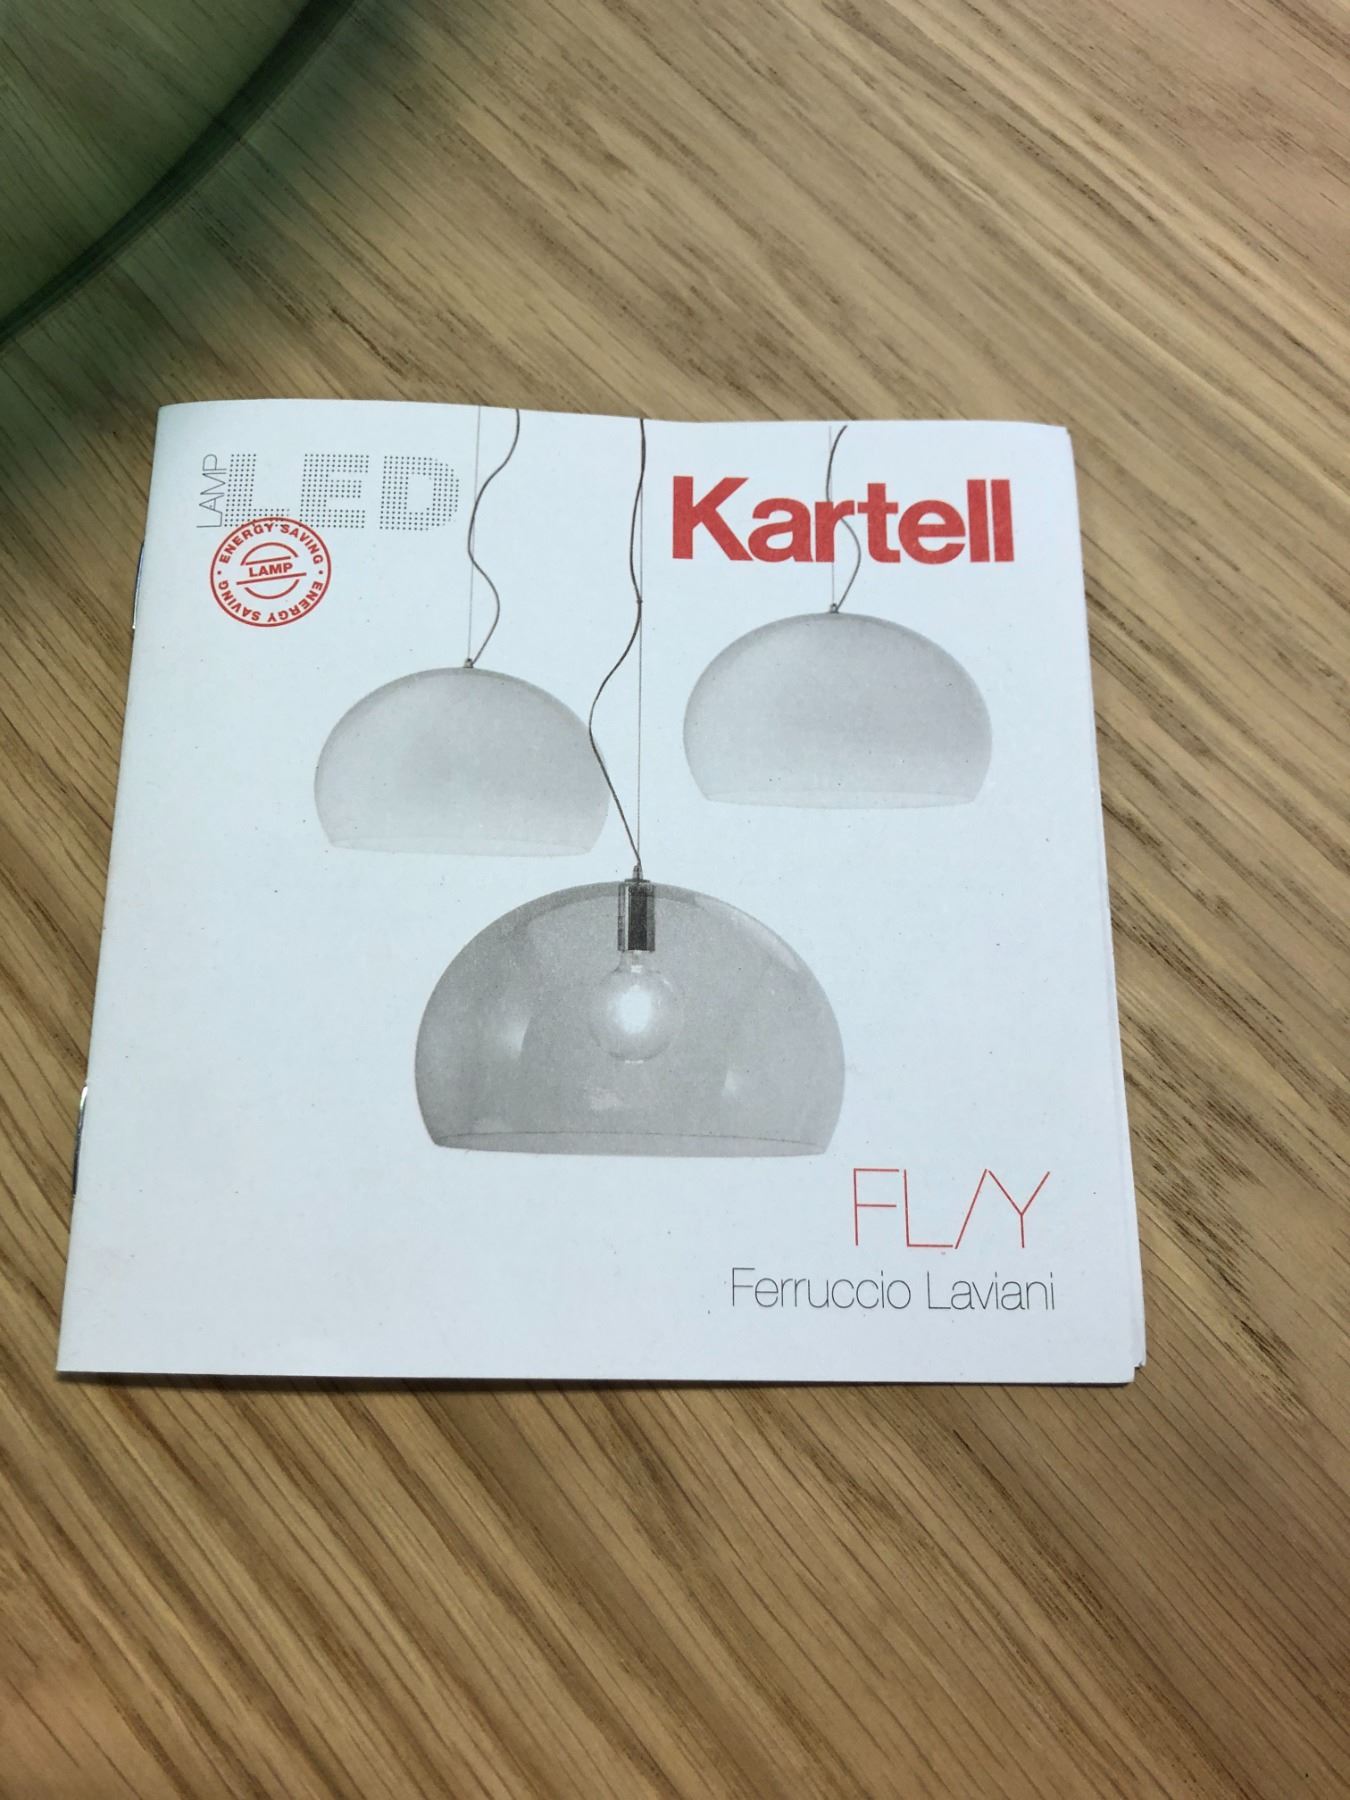 LAMP LED
ENERGY SAVING · ENERGY SAVING ·
LAMP
Kartell
FL/Y
Ferruccio Laviani